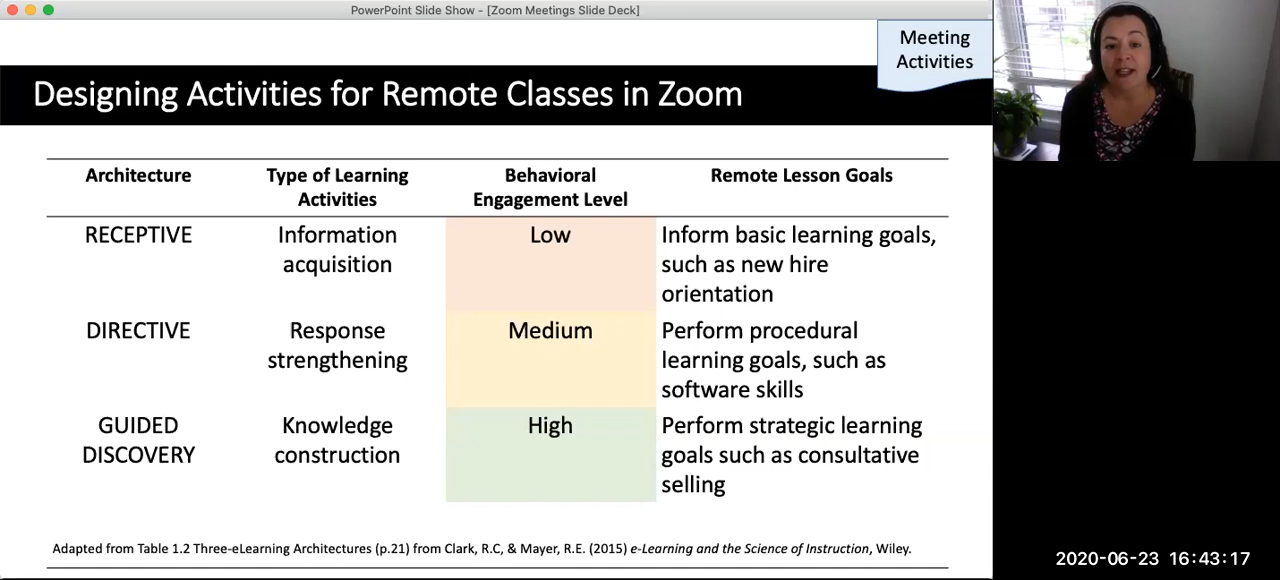 PowerPoint Slide Show - [Zoom Meetings Slide Deck]
Meeting
Activities
Designing Activities for Remote Classes in Zoom
Architecture
Type of Learning
Activities
Behavioral
Engagement Level
Remote Lesson Goals
RECEPTIVE
Information
acquisition
Low
Inform basic learning goals,
such as new hire
orientation
DIRECTIVE
Response
strengthening
Medium
Perform procedural
learning goals, such as
software skills
GUIDED
DISCOVERY
Knowledge
construction
High
Perform strategic learning
goals such as consultative
selling
Adapted from Table 1.2 Three-eLearning Architectures (p.21) from Clark, R.C, & Mayer, R.E. (2015) e-Learning and the Science of Instruction, Wiley.
2020-06-23 16:43:17